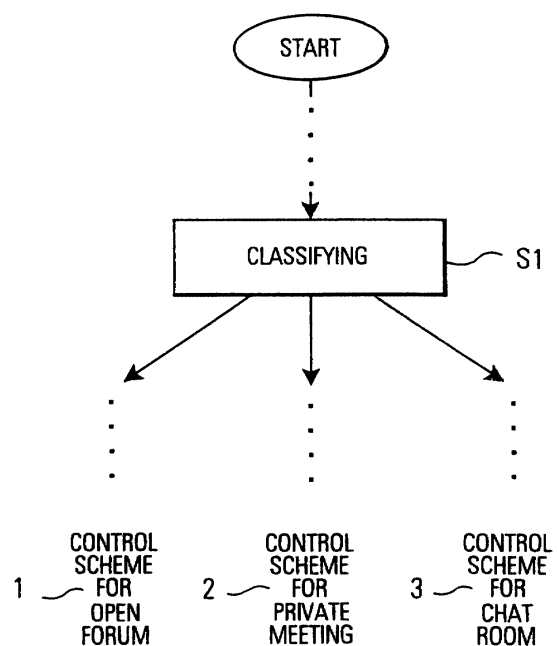 START
CLASSIFYING
S1
CONTROL
SCHEME
FOR
OPEN
FORUM
1
CONTROL
SCHEME
FOR
PRIVATE
MEETING
2
CONTROL
SCHEME
FOR
CHAT
ROOM
3